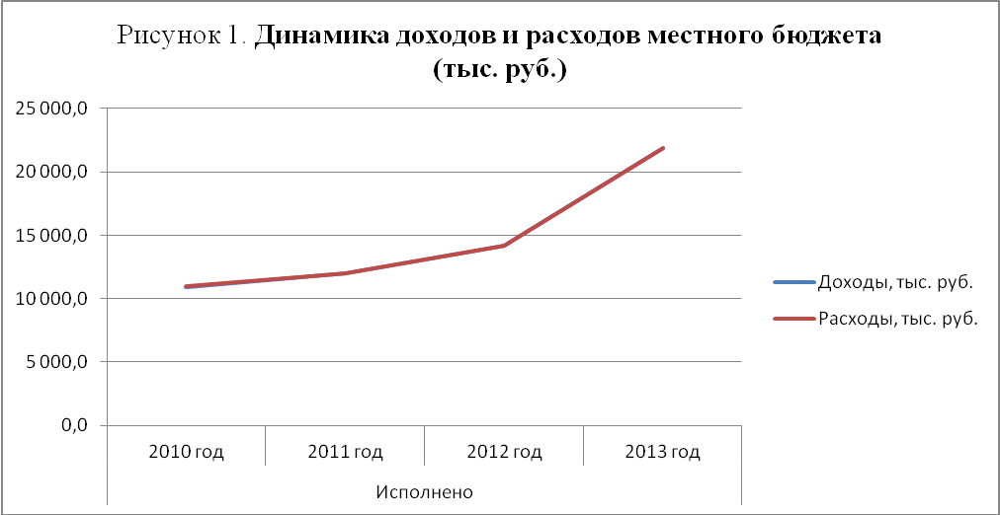 Рисунок 1. Динамика доходов и расходов местного бюджета
(тыс. руб.)
25 000,0
20 000,0
15 000,0
10 000,0
5 000,0
0,0
2010 год
2011 год
2012 год
2013 год
Исполнено
Доходы, тыс. руб.
Расходы, тыс. руб.